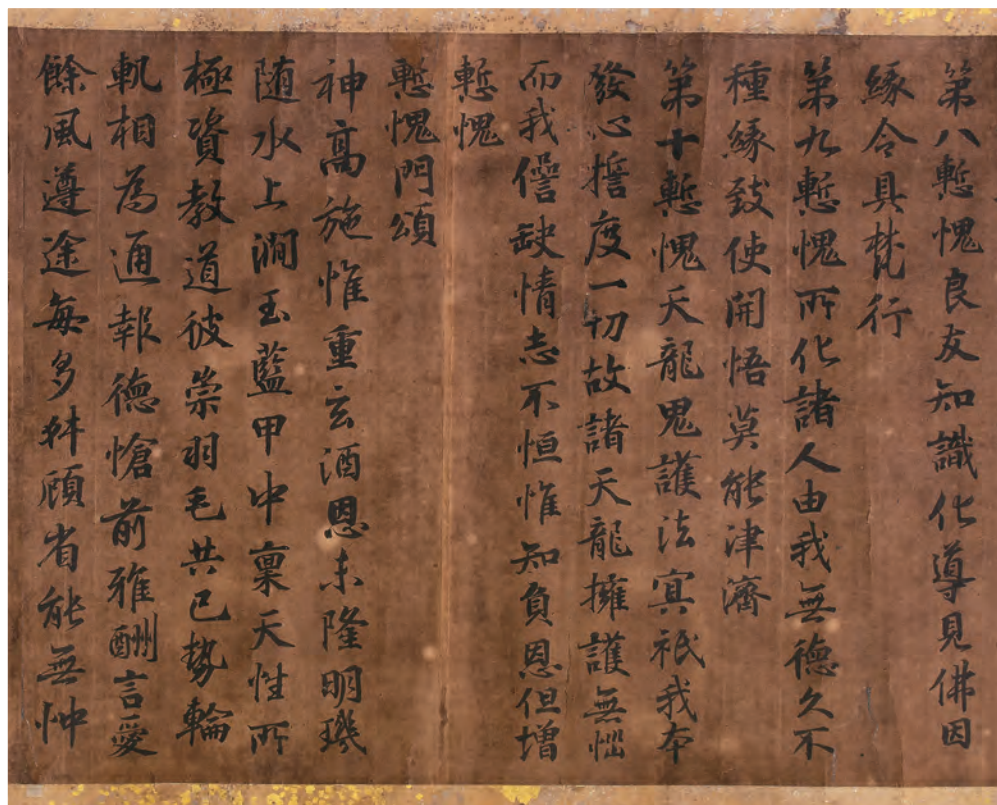 第八慙愧良友知識化導見佛因
緣令具梵行
第九慙愧所化諸人由我無德久不
種緣致使開悟莫能津濟
第十慙愧天龍鬼護法冥祇我本
發心擔度一切故諸天龍擁護無惱
而我僁缺情志不恒惟知負恩但增
慙愧
慙愧門頌
神高施惟重玄酒恩未隆明璣
随水上澗玉藍甲中稟天性所
極資教道彼崇羽毛共已勢輪
軌相為通報德愴前雅酬言愛
餘風遵途每多舛顧省能無忡